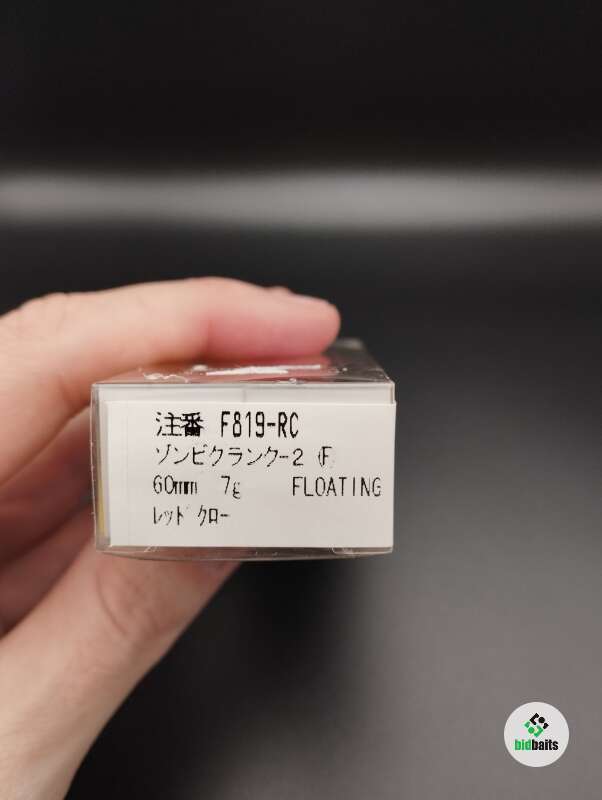 注番 F819-RC
ゾンビクランクー2 (F)
60mm 7g FLOATING
レッドクロー
bidbaits